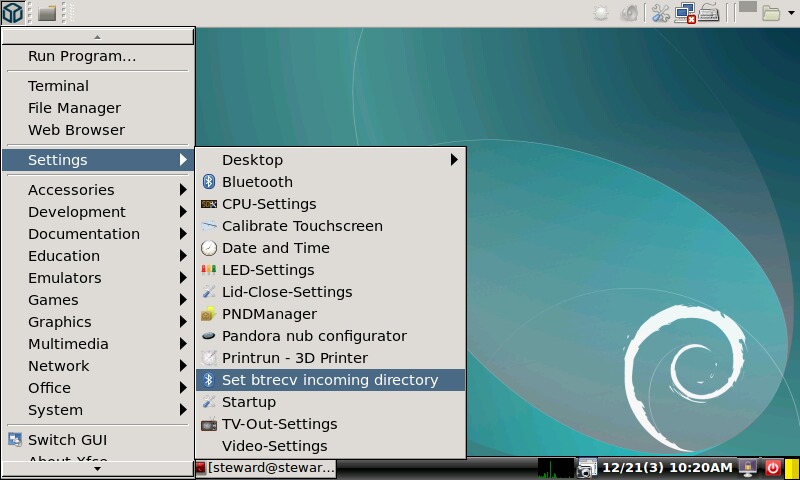 Run Program...
Terminal
File Manager
Web Browser
Settings
Accessories
Development
Documentation
Education
Emulators
Games
Graphics
Multimedia
Network
Office
System
Switch GUI
About Xfce
Desktop
Bluetooth
CPU-Settings
Calibrate Touchscreen
Date and Time
LED-Settings
Lid-Close-Settings
PNDManager
Pandora nub configurator
Printrun - 3D Printer
Set btrecv incoming directory
Startup
TV-Out-Settings
Video-Settings
[steward@stewar...
12/21(3) 10:20AM